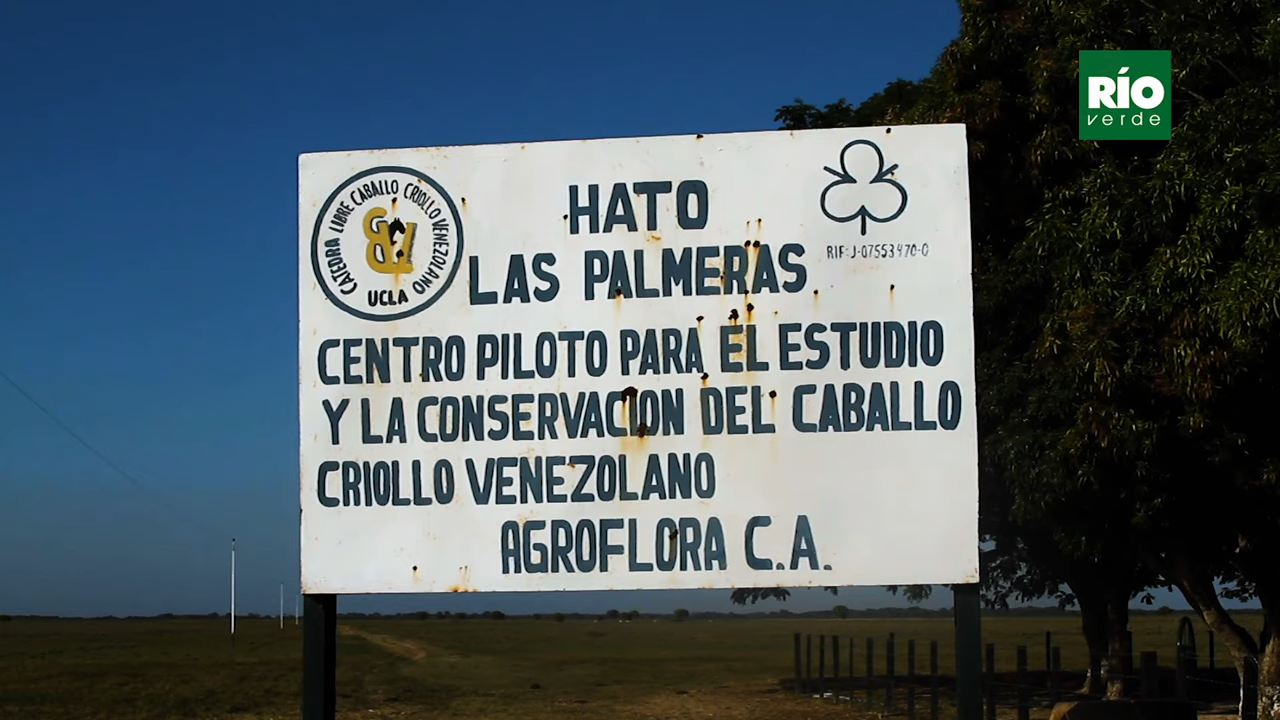 RÍO
verde
CÁTEDRA LIBRE CABALLO CRIOLLO VENEZOLANO
UCLA
HATO
LAS PALMERAS
RIF: J-07553470-0
CENTRO PILOTO PARA EL ESTUDIO
Y LA CONSERVACION DEL CABALLO
CRIOLLO VENEZOLANO
AGROFLORA C.A.